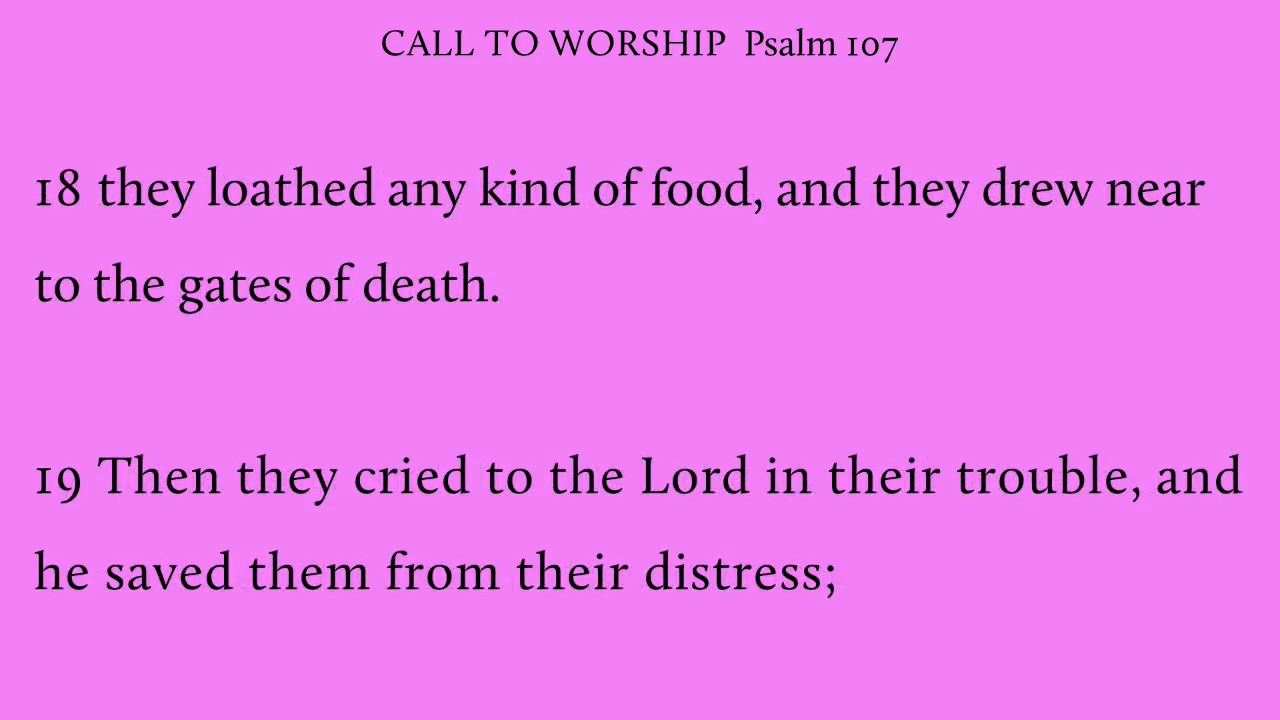 CALL TO WORSHIP Psalm 107
18 they loathed any kind of food, and they drew near
to the gates of death.
19 Then they cried to the Lord in their trouble, and
he saved them from their distress;